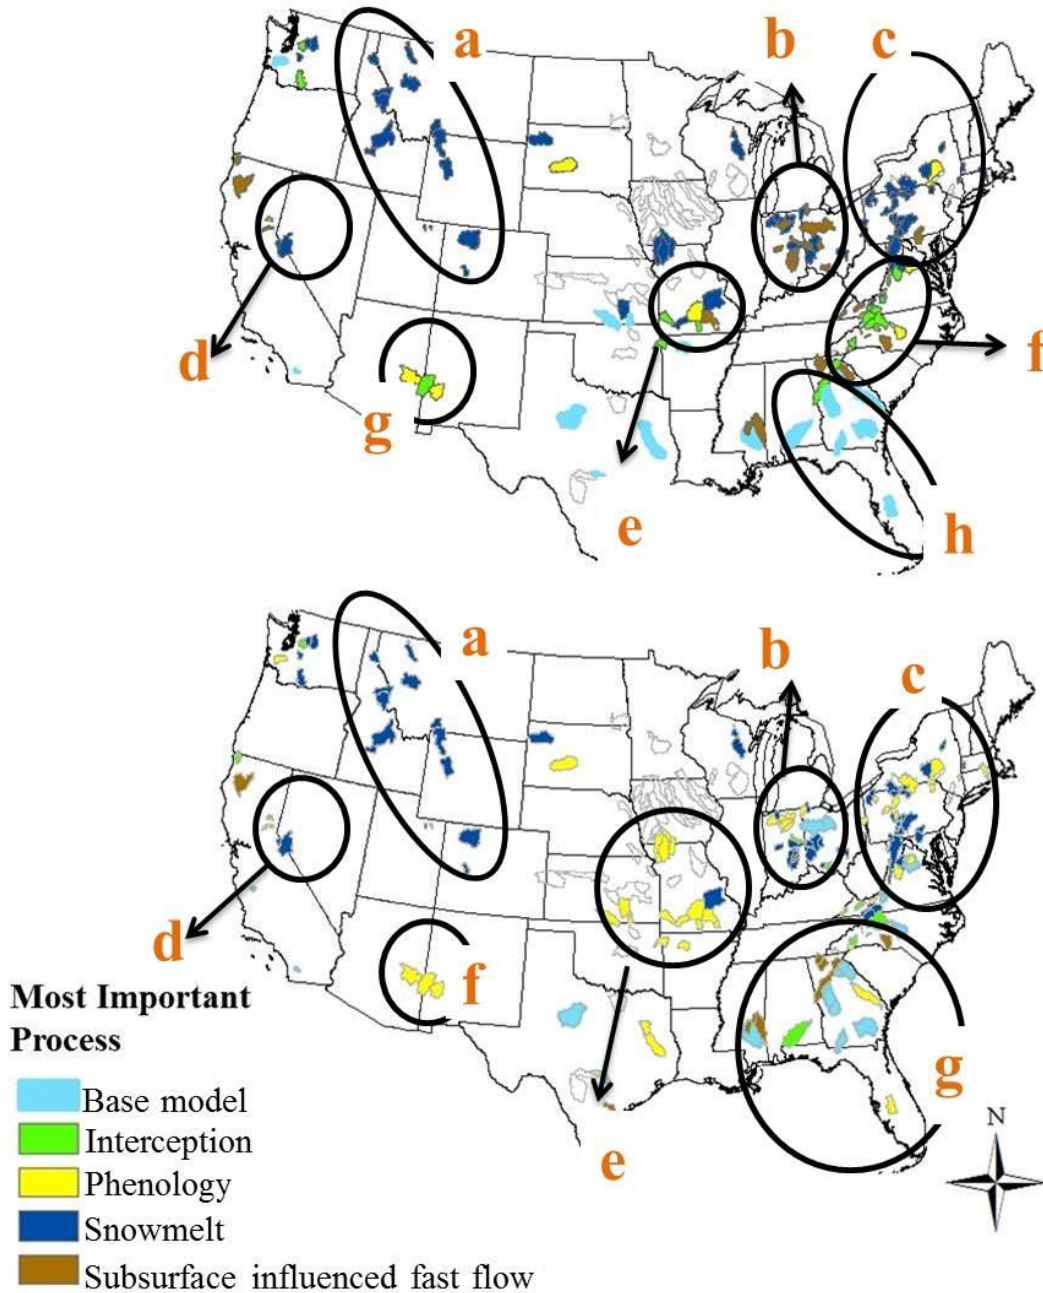 a
b
c
d
g
e
f
h
a
b
c
d
f
e
g
Most Important
Process
Base model
Interception
Phenology
Snowmelt
Subsurface influenced fast flow
N